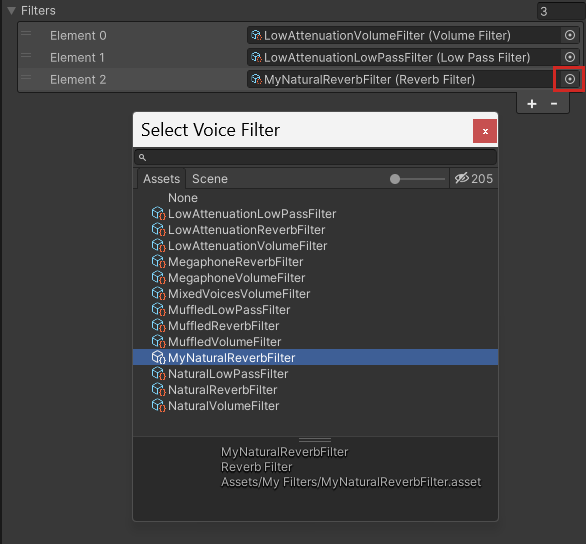 Filters
3
Element 0
LowAttenuationVolumeFilter (Volume Filter)
Element 1
LowAttenuationLowPassFilter (Low Pass Filter)
Element 2
MyNaturalReverbFilter (Reverb Filter)
+ -
Select Voice Filter
x
Assets Scene
205
None
LowAttenuationLowPassFilter
LowAttenuationReverbFilter
LowAttenuationVolumeFilter
MegaphoneReverbFilter
MegaphoneVolumeFilter
MixedVoicesVolumeFilter
MuffledLowPassFilter
MuffledReverbFilter
MuffledVolumeFilter
MyNaturalReverbFilter
NaturalLowPassFilter
NaturalReverbFilter
NaturalVolumeFilter
MyNaturalReverbFilter
Reverb Filter
Assets/My Filters/MyNaturalReverbFilter.asset